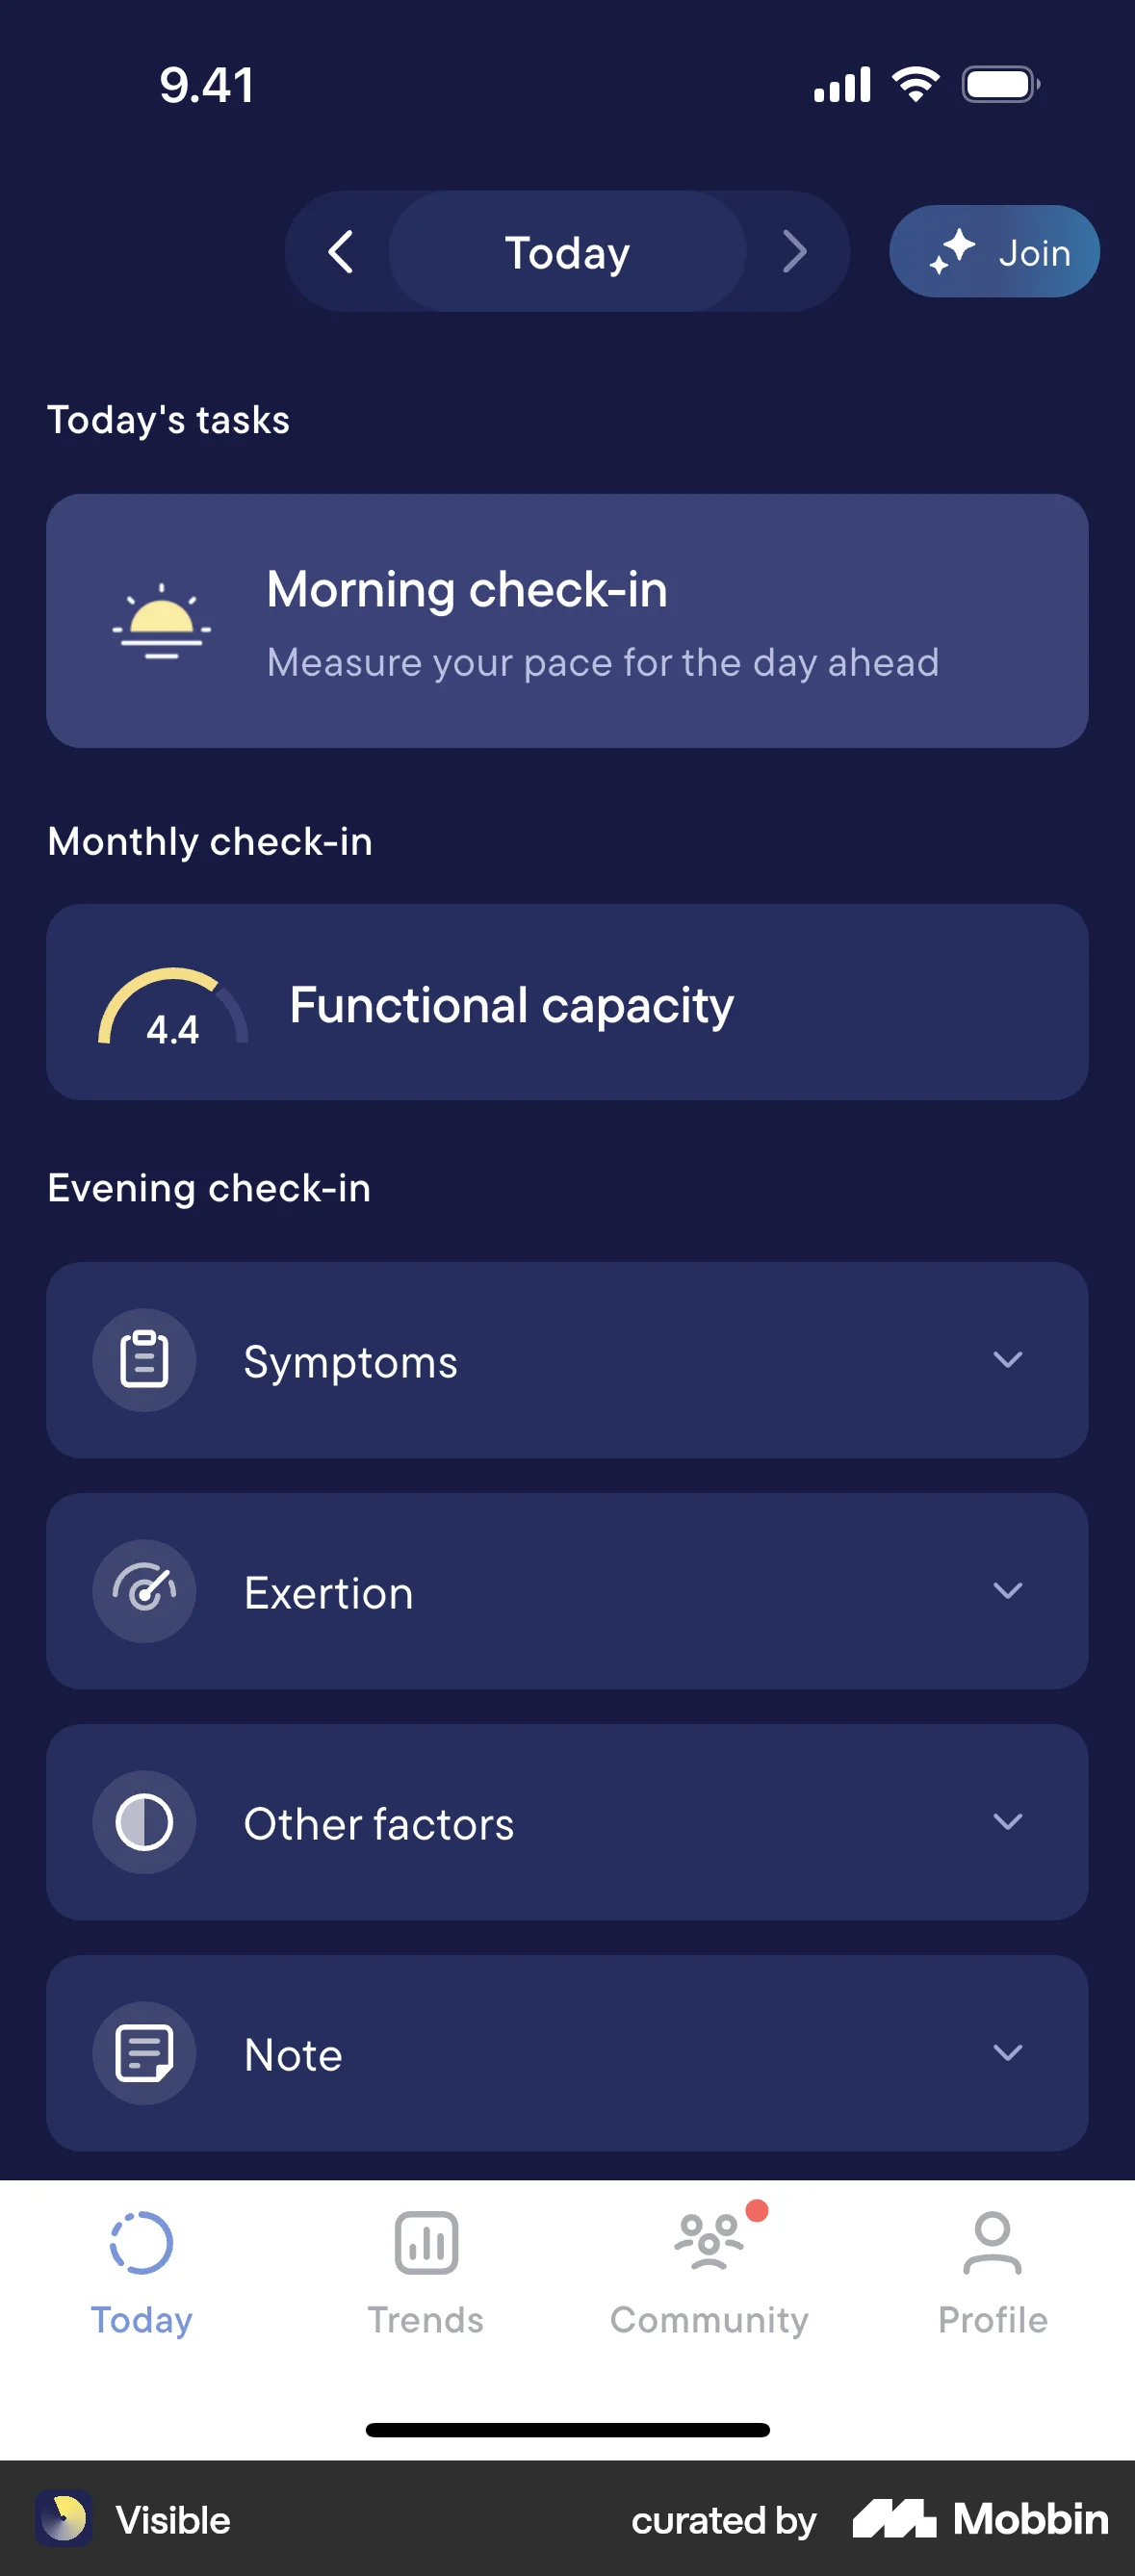 9.41
Today
Join
Today's tasks
Morning check-in
Measure your pace for the day ahead
Monthly check-in
4.4
Functional capacity
Evening check-in
Symptoms
Exertion
Other factors
Note
Today
Trends
Community
Profile
Visible
curated by Mobbin